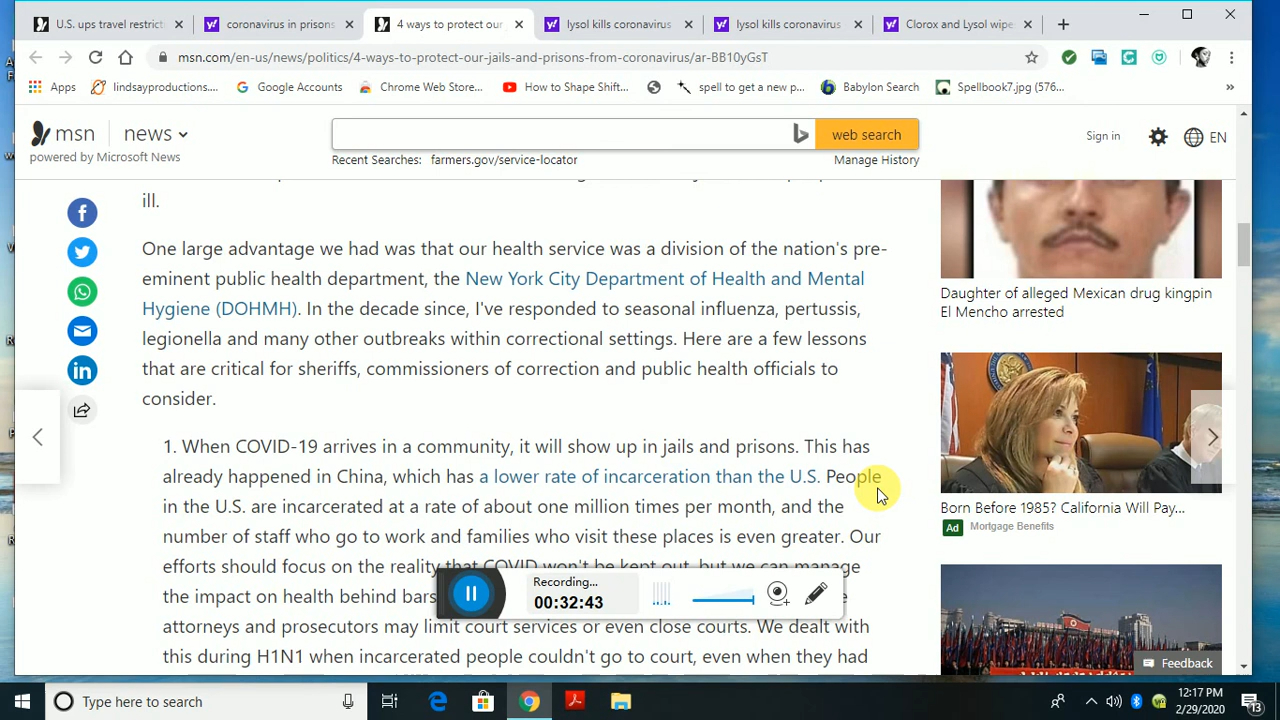 U.S. ups travel restrict
coronavirus in prisons
4 ways to protect our
lysol kills coronavirus
lysol kills coronavirus
Clorox and Lysol wipe
msn.com/en-us/news/politics/4-ways-to-protect-our-jails-and-prisons-from-coronavirus/ar-BB10yGsT
Apps
lindsayproductions....
Google Accounts
Chrome Web Store...
How to Shape Shift...
spell to get a new p...
Babylon Search
Spellbook7.jpg (576...
»
msn
news
powered by Microsoft News
web search
Sign in
EN
Recent Searches: farmers.gov/service-locator
Manage History
ill.
One large advantage we had was that our health service was a division of the nation's pre-
eminent public health department, the New York City Department of Health and Mental
Hygiene (DOHMH). In the decade since, I've responded to seasonal influenza, pertussis,
legionella and many other outbreaks within correctional settings. Here are a few lessons
that are critical for sheriffs, commissioners of correction and public health officials to
consider.
1. When COVID-19 arrives in a community, it will show up in jails and prisons. This has
already happened in China, which has a lower rate of incarceration than the U.S. People
in the U.S. are incarcerated at a rate of about one million times per month, and the
number of staff who go to work and families who visit these places is even greater. Our
efforts should focus on the reality that COVID won't be kept out, but we can manage
the impact on health behind bars
attorneys and prosecutors may limit court services or even close courts. We dealt with
this during H1N1 when incarcerated people couldn't go to court, even when they had
Daughter of alleged Mexican drug kingpin
El Mencho arrested
Born Before 1985? California Will Pay...
Ad Mortgage Benefits
Feedback
Recording...
00:32:43
Type here to search
12:17 PM
2/29/2020
13